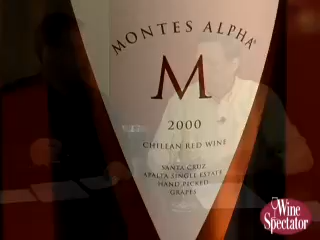 MONTES ALPHA®
M
2000
CHILEAN RED WINE
SANTA CRUZ
APALTA SINGLE ESTATE
HAND PICKED
GRAPES
Wine
Spectator